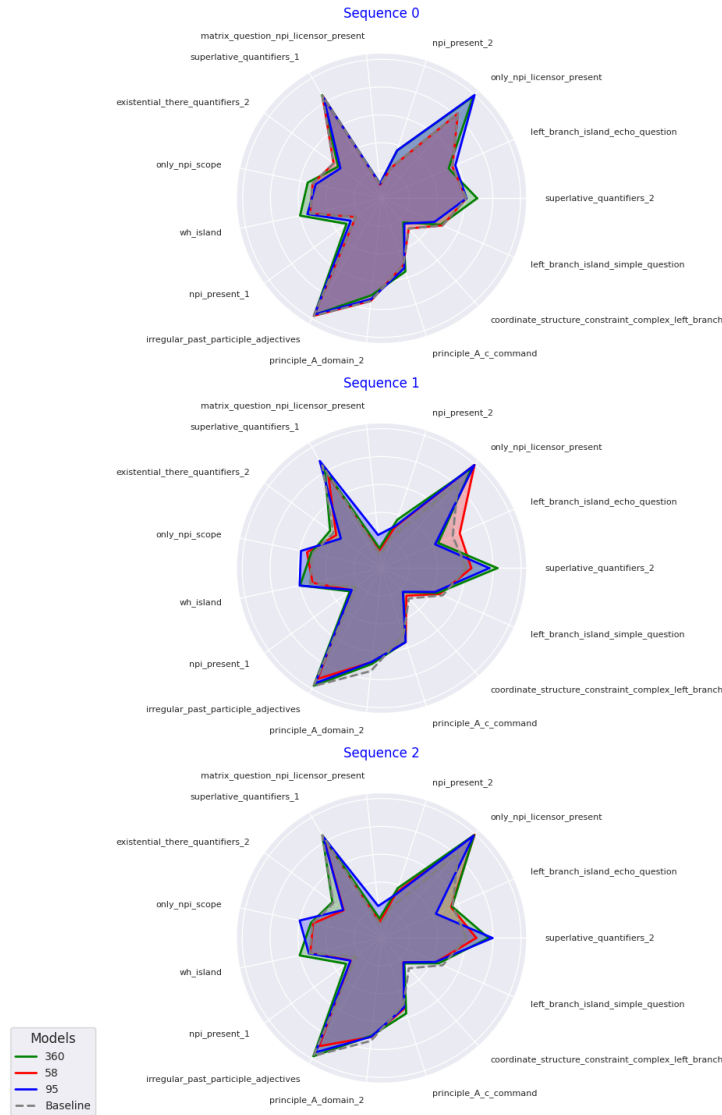 Sequence 0
matrix_question_npi_licensor_present
superlative_quantifiers_1
npi_present_2
only_npi_licensor_present
existential_there_quantifiers_2
left_branch_island_echo_question
only_npi_scope
superlative_quantifiers_2
wh_island
left_branch_island_simple_question
npi_present_1
coordinate_structure_constraint_complex_left_branch
irregular_past_participle_adjectives
principle_A_domain_2
principle_A_c_command
Sequence 1
matrix_question_npi_licensor_present
superlative_quantifiers_1
npi_present_2
only_npi_licensor_present
existential_there_quantifiers_2
left_branch_island_echo_question
only_npi_scope
superlative_quantifiers_2
wh_island
left_branch_island_simple_question
npi_present_1
coordinate_structure_constraint_complex_left_branch
irregular_past_participle_adjectives
principle_A_domain_2
principle_A_c_command
Sequence 2
matrix_question_npi_licensor_present
superlative_quantifiers_1
npi_present_2
only_npi_licensor_present
existential_there_quantifiers_2
left_branch_island_echo_question
only_npi_scope
superlative_quantifiers_2
wh_island
left_branch_island_simple_question
npi_present_1
coordinate_structure_constraint_complex_left_branch
irregular_past_participle_adjectives
principle_A_domain_2
principle_A_c_command
Models
360
58
95
Baseline